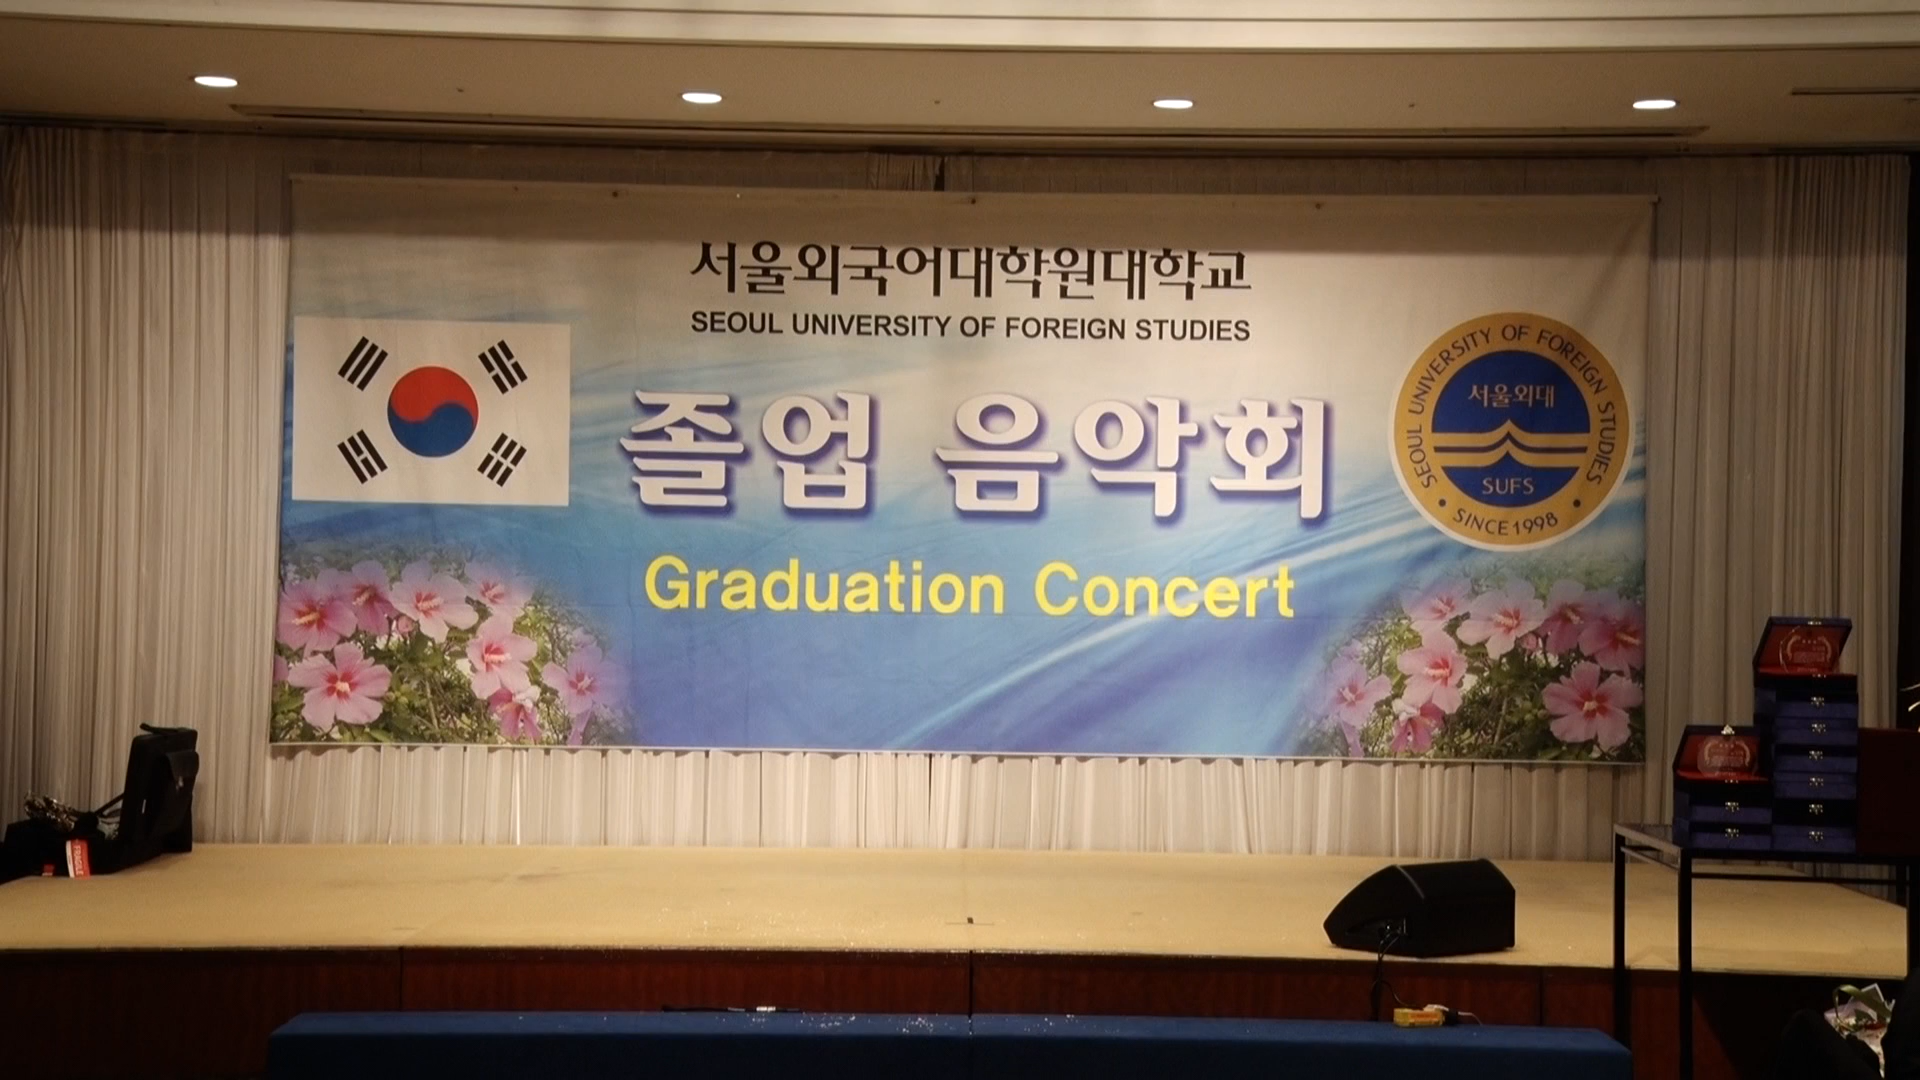 서울외국어대학원대학교
SEOUL UNIVERSITY OF FOREIGN STUDIES
졸업 음악회
Graduation Concert
SEOUL UNIVERSITY OF FOREIGN STUDIES
서울외대
SUFS
SINCE 1998
FRAGILE